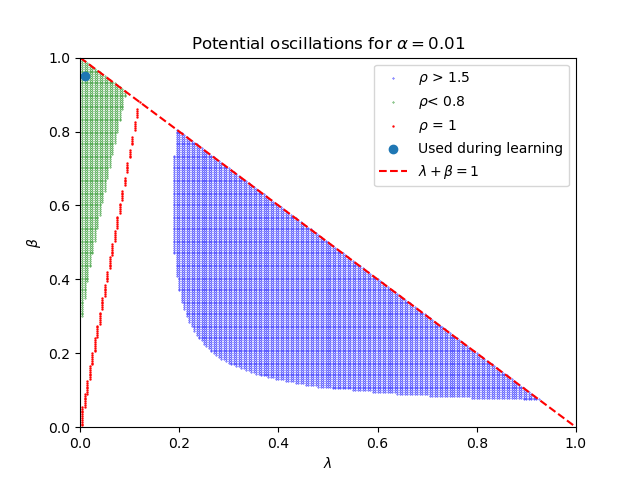 Potential oscillations for α = 0.01
ρ > 1.5
ρ< 0.8
ρ = 1
Used during learning
λ + β = 1
1.0
0.8
0.6
0.4
0.2
0.0
β
0.0 0.2 0.4 0.6 0.8 1.0
λ